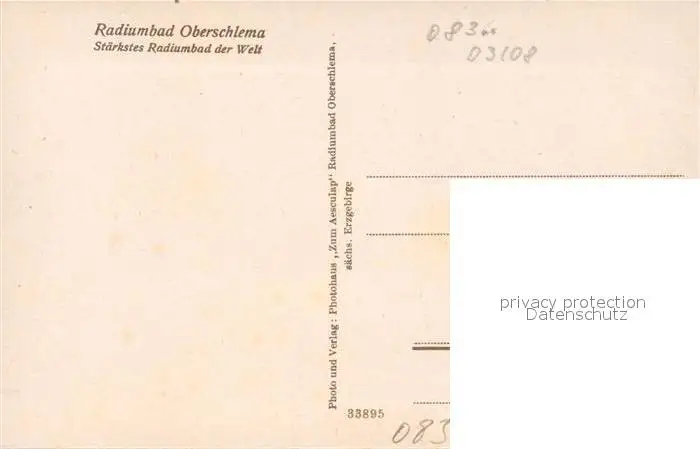 Radiumbad Oberschlema
Stärkstes Radiumbad der Welt
083
03108
Photo und Verlag: Photohaus „Zum Aesculap" Radiumbad Oberschlema,
sächs. Erzgebirge
privacy protection
Datenschutz
33895
083